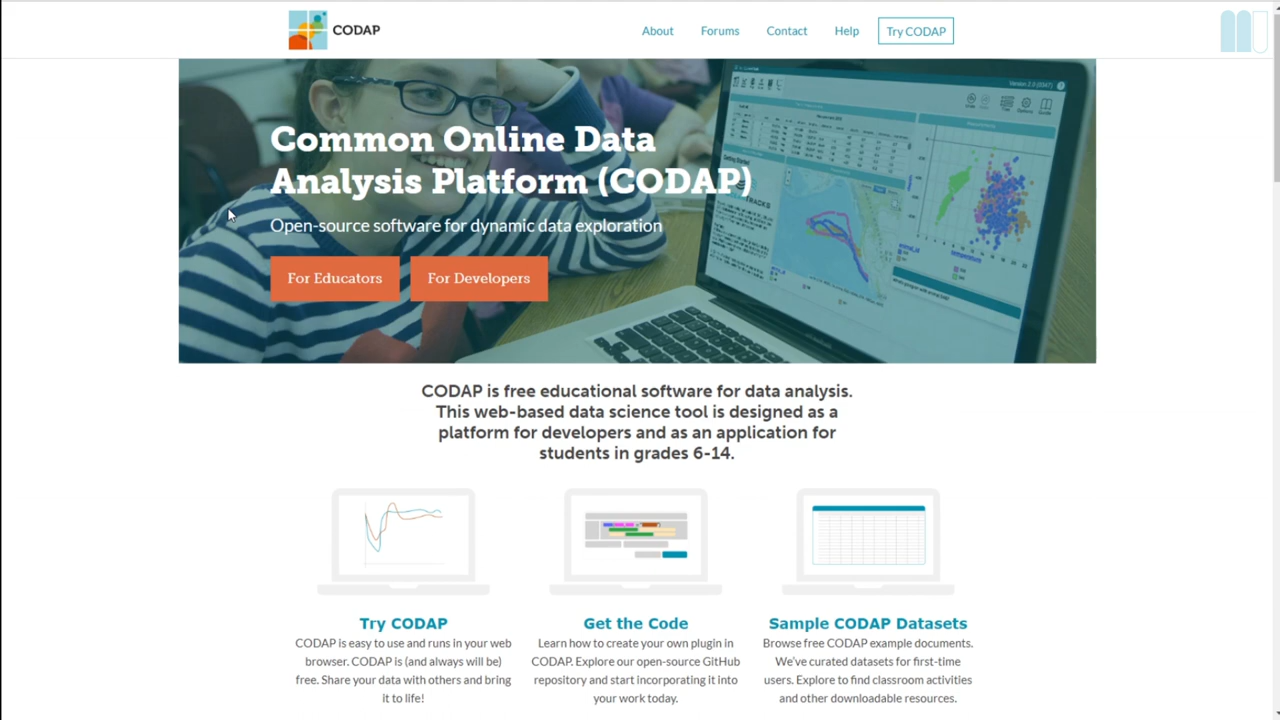 CODAP
About
Forums
Contact
Help
Try CODAP
Common Online Data
Analysis Platform (CODAP)
Open-source software for dynamic data exploration
For Educators
For Developers
CODAP is free educational software for data analysis.
This web-based data science tool is designed as a
platform for developers and as an application for
students in grades 6-14.
Try CODAP
CODAP is easy to use and runs in your web
browser. CODAP is (and always will be)
free. Share your data with others and bring
it to life!
Get the Code
Learn how to create your own plugin in
CODAP. Explore our open-source GitHub
repository and start incorporating it into
your work today.
Sample CODAP Datasets
Browse free CODAP example documents.
We've curated datasets for first-time
users. Explore to find classroom activities
and other downloadable resources.